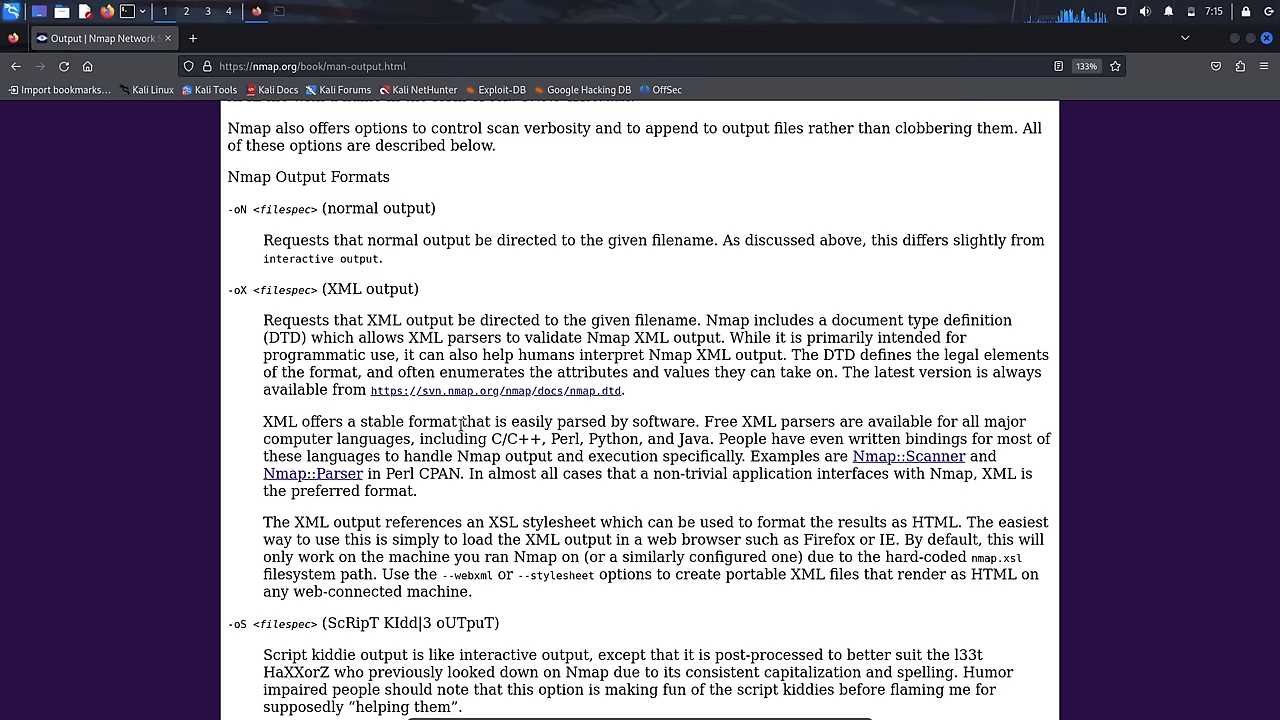 1 2 3 4 7:15
Output | Nmap Network S
https://nmap.org/book/man-output.html 133%
Import bookmarks... Kali Linux Kali Tools Kali Docs Kali Forums Kali NetHunter Exploit-DB Google Hacking DB OffSec
Nmap also offers options to control scan verbosity and to append to output files rather than clobbering them. All
of these options are described below.
Nmap Output Formats
-oN <filespec> (normal output)
Requests that normal output be directed to the given filename. As discussed above, this differs slightly from
interactive output.
-oX <filespec> (XML output)
Requests that XML output be directed to the given filename. Nmap includes a document type definition
(DTD) which allows XML parsers to validate Nmap XML output. While it is primarily intended for
programmatic use, it can also help humans interpret Nmap XML output. The DTD defines the legal elements
of the format, and often enumerates the attributes and values they can take on. The latest version is always
available from https://svn.nmap.org/nmap/docs/nmap.dtd.
XML offers a stable format that is easily parsed by software. Free XML parsers are available for all major
computer languages, including C/C++, Perl, Python, and Java. People have even written bindings for most of
these languages to handle Nmap output and execution specifically. Examples are Nmap::Scanner and
Nmap::Parser in Perl CPAN. In almost all cases that a non-trivial application interfaces with Nmap, XML is
the preferred format.
The XML output references an XSL stylesheet which can be used to format the results as HTML. The easiest
way to use this is simply to load the XML output in a web browser such as Firefox or IE. By default, this will
only work on the machine you ran Nmap on (or a similarly configured one) due to the hard-coded nmap.xsl
filesystem path. Use the --webxml or --stylesheet options to create portable XML files that render as HTML on
any web-connected machine.
-oS <filespec> (ScRipT KIdd|3 oUTpuT)
Script kiddie output is like interactive output, except that it is post-processed to better suit the l33t
HaXXorZ who previously looked down on Nmap due to its consistent capitalization and spelling. Humor
impaired people should note that this option is making fun of the script kiddies before flaming me for
supposedly “helping them”.